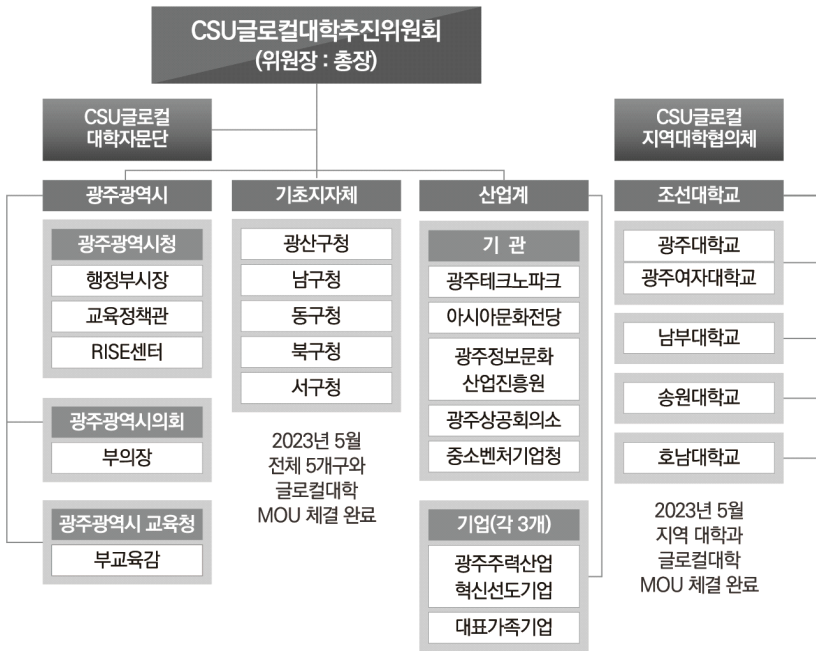 CSU글로컬대학추진위원회
(위원장 : 총장)
CSU글로컬
대학자문단
CSU글로컬
지역대학협의체
광주광역시
광주광역시청
행정부시장
교육정책관
RISE센터
광주광역시의회
부의장
광주광역시 교육청
부교육감
기초지자체
광산구청
남구청
동구청
북구청
서구청
2023년 5월
전체 5개구와
글로컬대학
MOU 체결 완료
산업계
기 관
광주테크노파크
아시아문화전당
광주정보문화
산업진흥원
광주상공회의소
중소벤처기업청
기업(각 3개)
광주주력산업
혁신선도기업
대표가족기업
조선대학교
광주대학교
광주여자대학교
남부대학교
송원대학교
호남대학교
2023년 5월
지역 대학과
글로컬대학
MOU 체결 완료